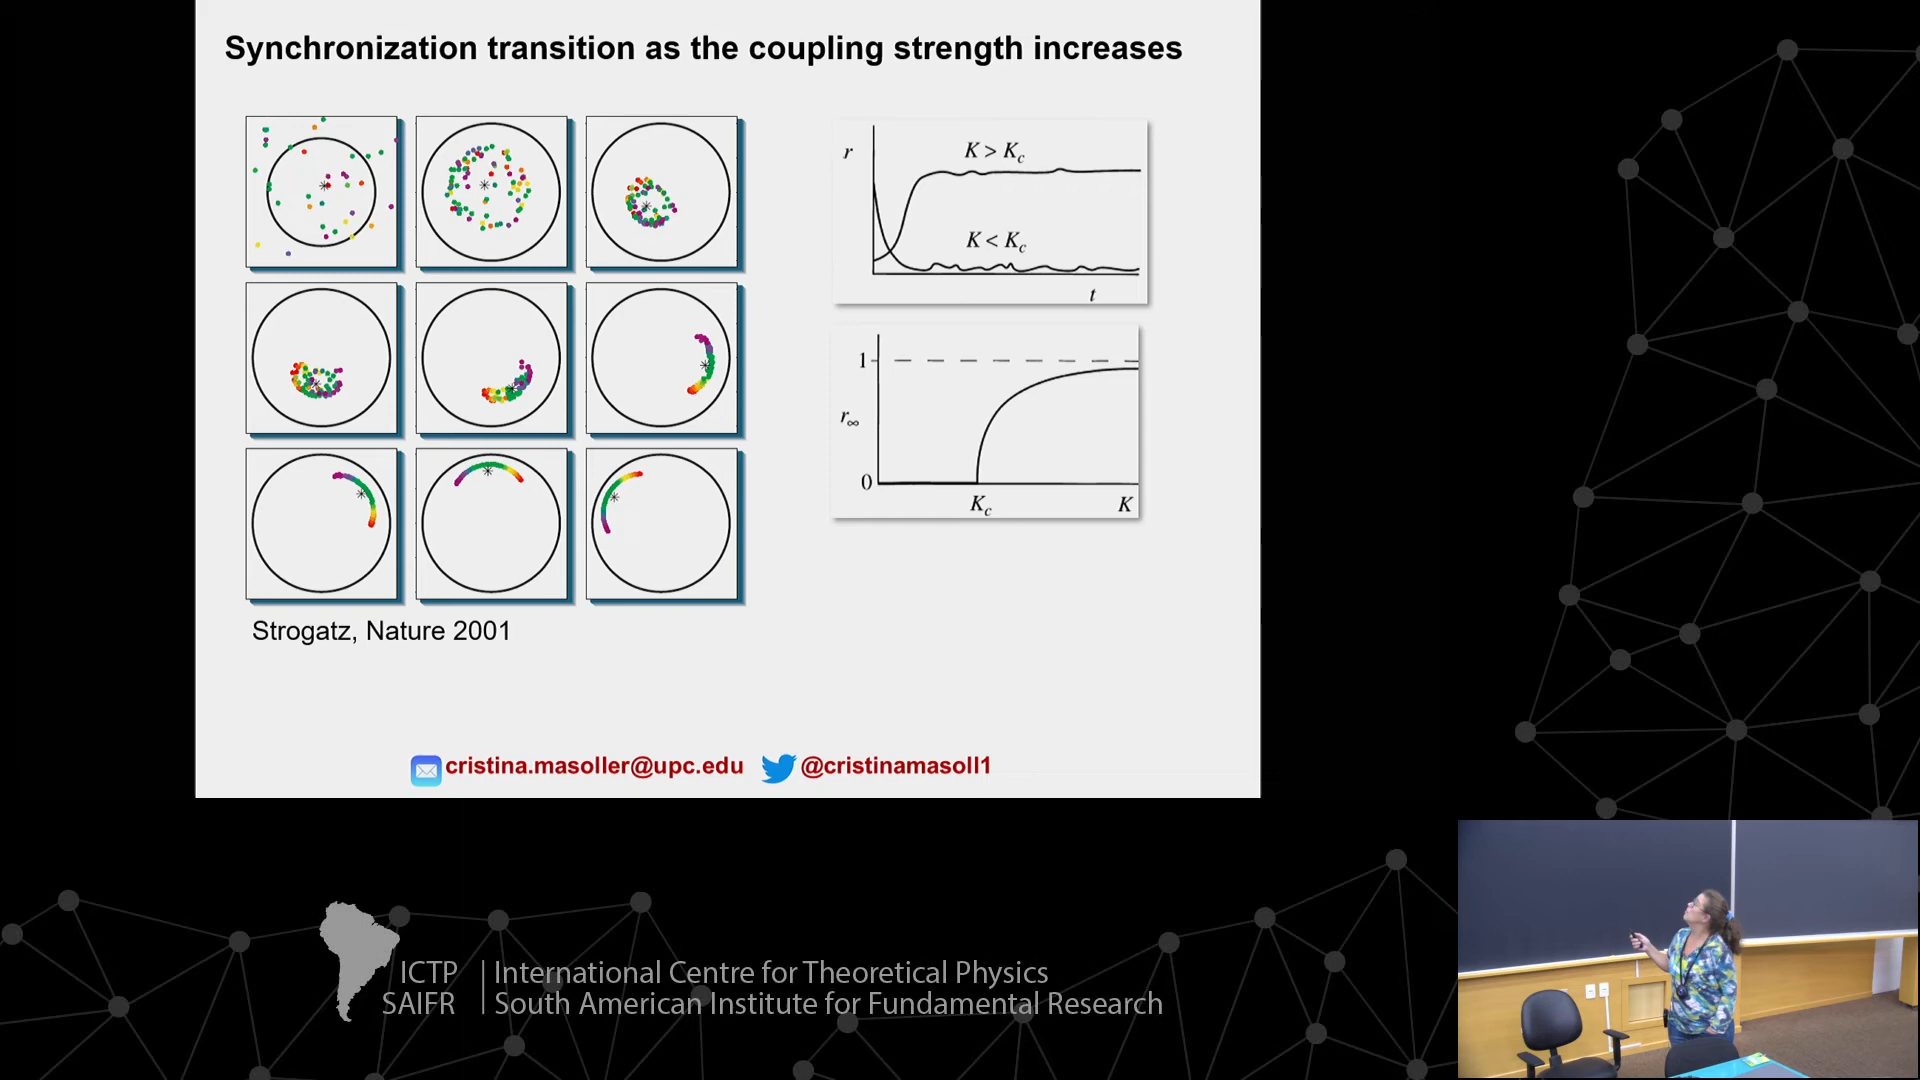 Synchronization transition as the coupling strength increases
r
K > Kc
K < Kc
t
1
r∞
0
Kc
K
Strogatz, Nature 2001
cristina.masoller@upc.edu
@cristinamasoll1
ICTP
SAIFR
International Centre for Theoretical Physics
South American Institute for Fundamental Research